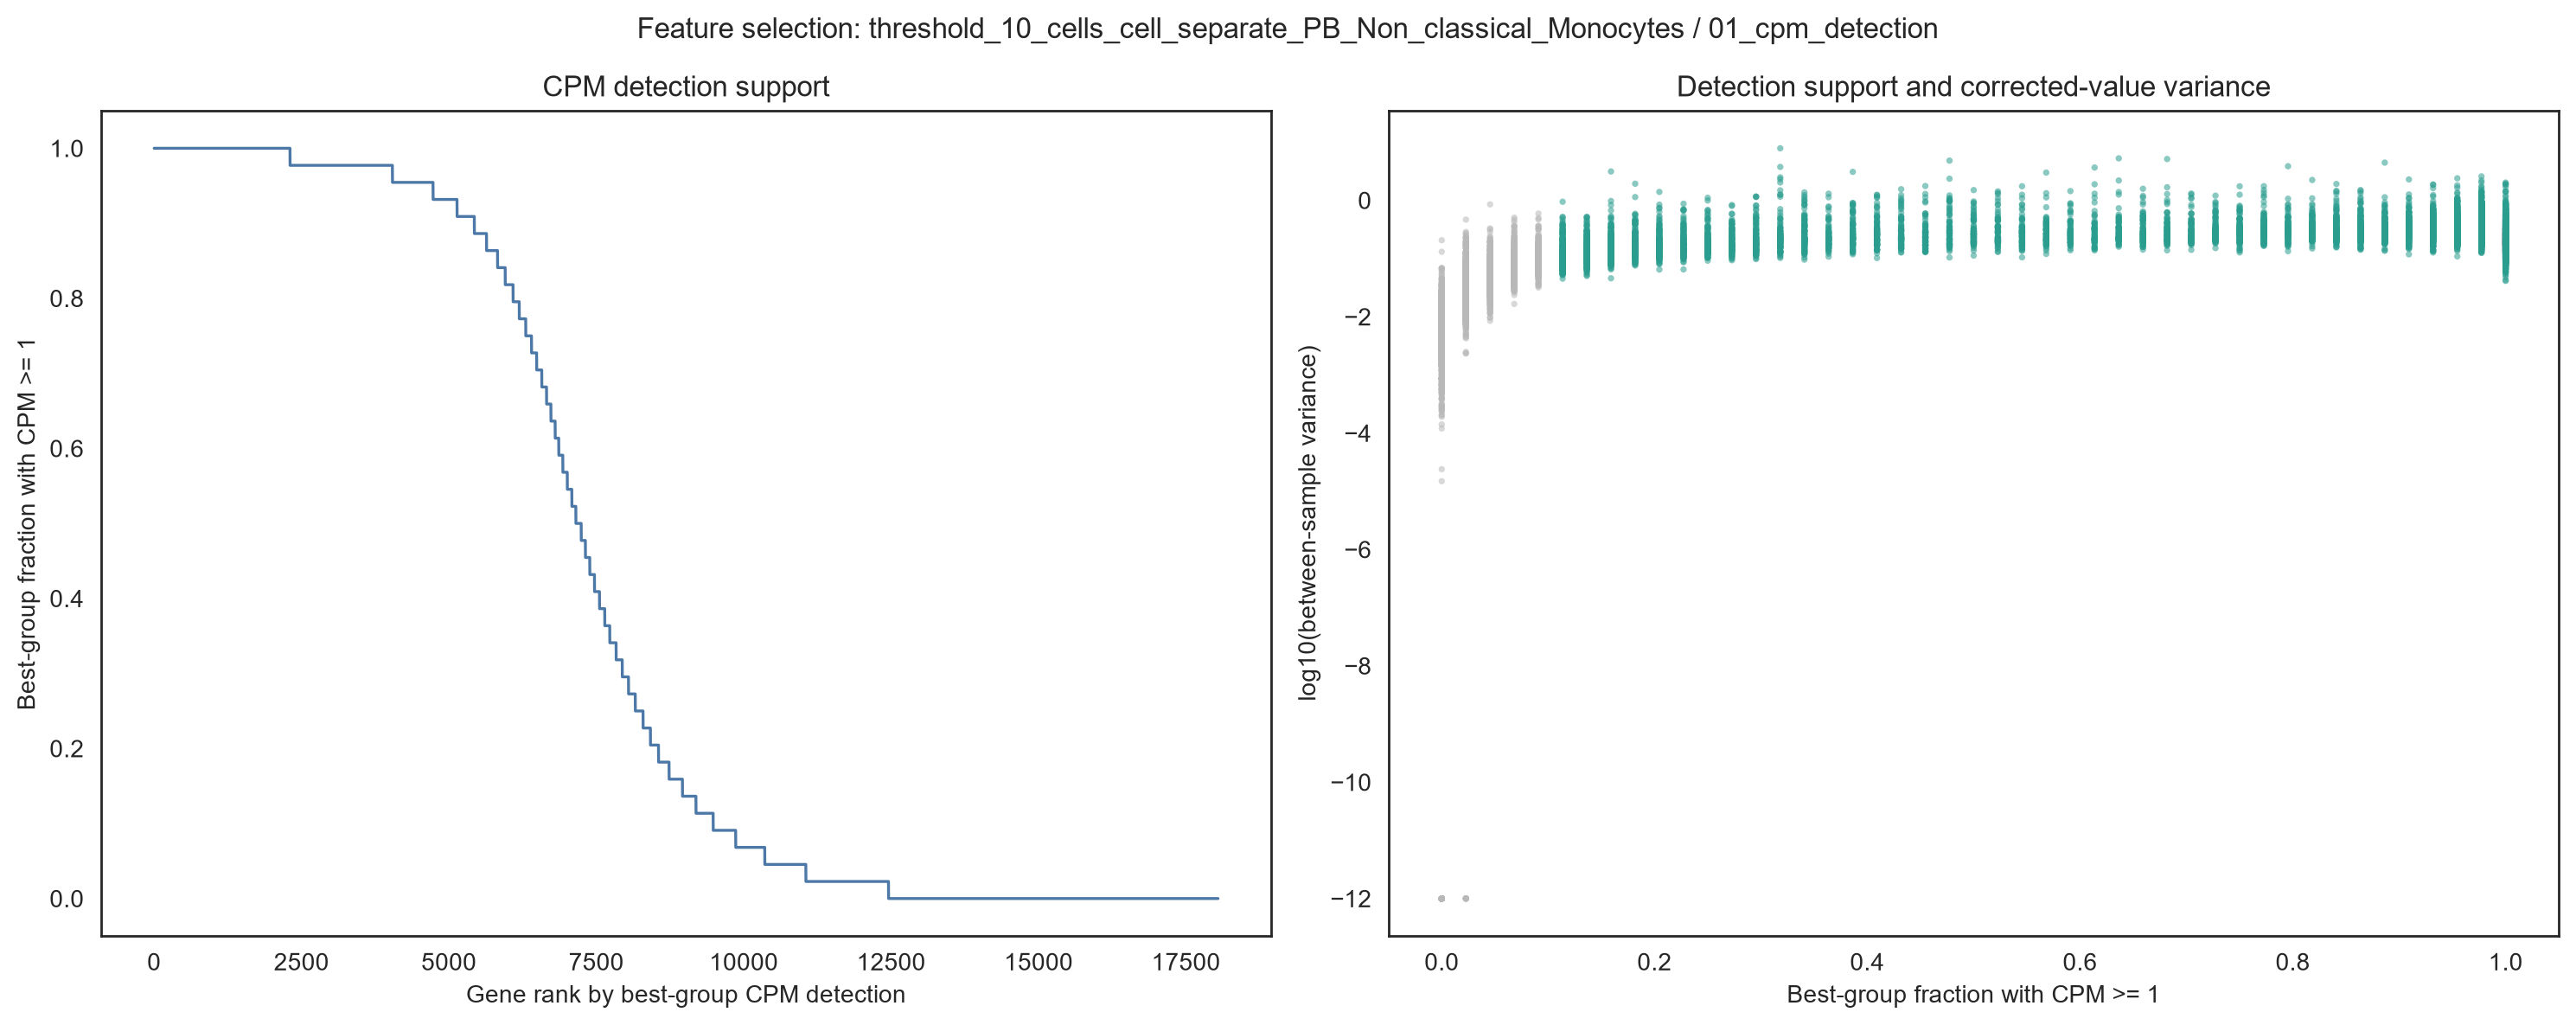 Feature selection: threshold_10_cells_cell_separate_PB_Non_classical_Monocytes / 01_cpm_detection
CPM detection support
Best-group fraction with CPM >= 1
1.0
0.8
0.6
0.4
0.2
0.0
0 2500 5000 7500 10000 12500 15000 17500
Gene rank by best-group CPM detection
Detection support and corrected-value variance
log10(between-sample variance)
0
−2
−4
−6
−8
−10
−12
0.0 0.2 0.4 0.6 0.8 1.0
Best-group fraction with CPM >= 1